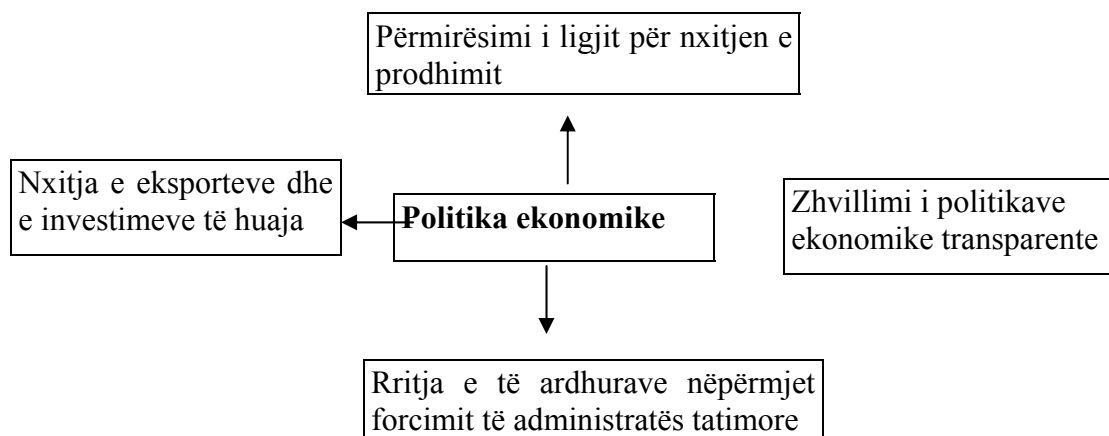 Përmirësimi i ligjit për nxitjen e
prodhimit
Nxitja e eksporteve dhe
e investimeve të huaja
Politika ekonomike
Zhvillimi i politikave
ekonomike transparente
Rritja e të ardhurave nëpërmjet
forcimit të administratës tatimore